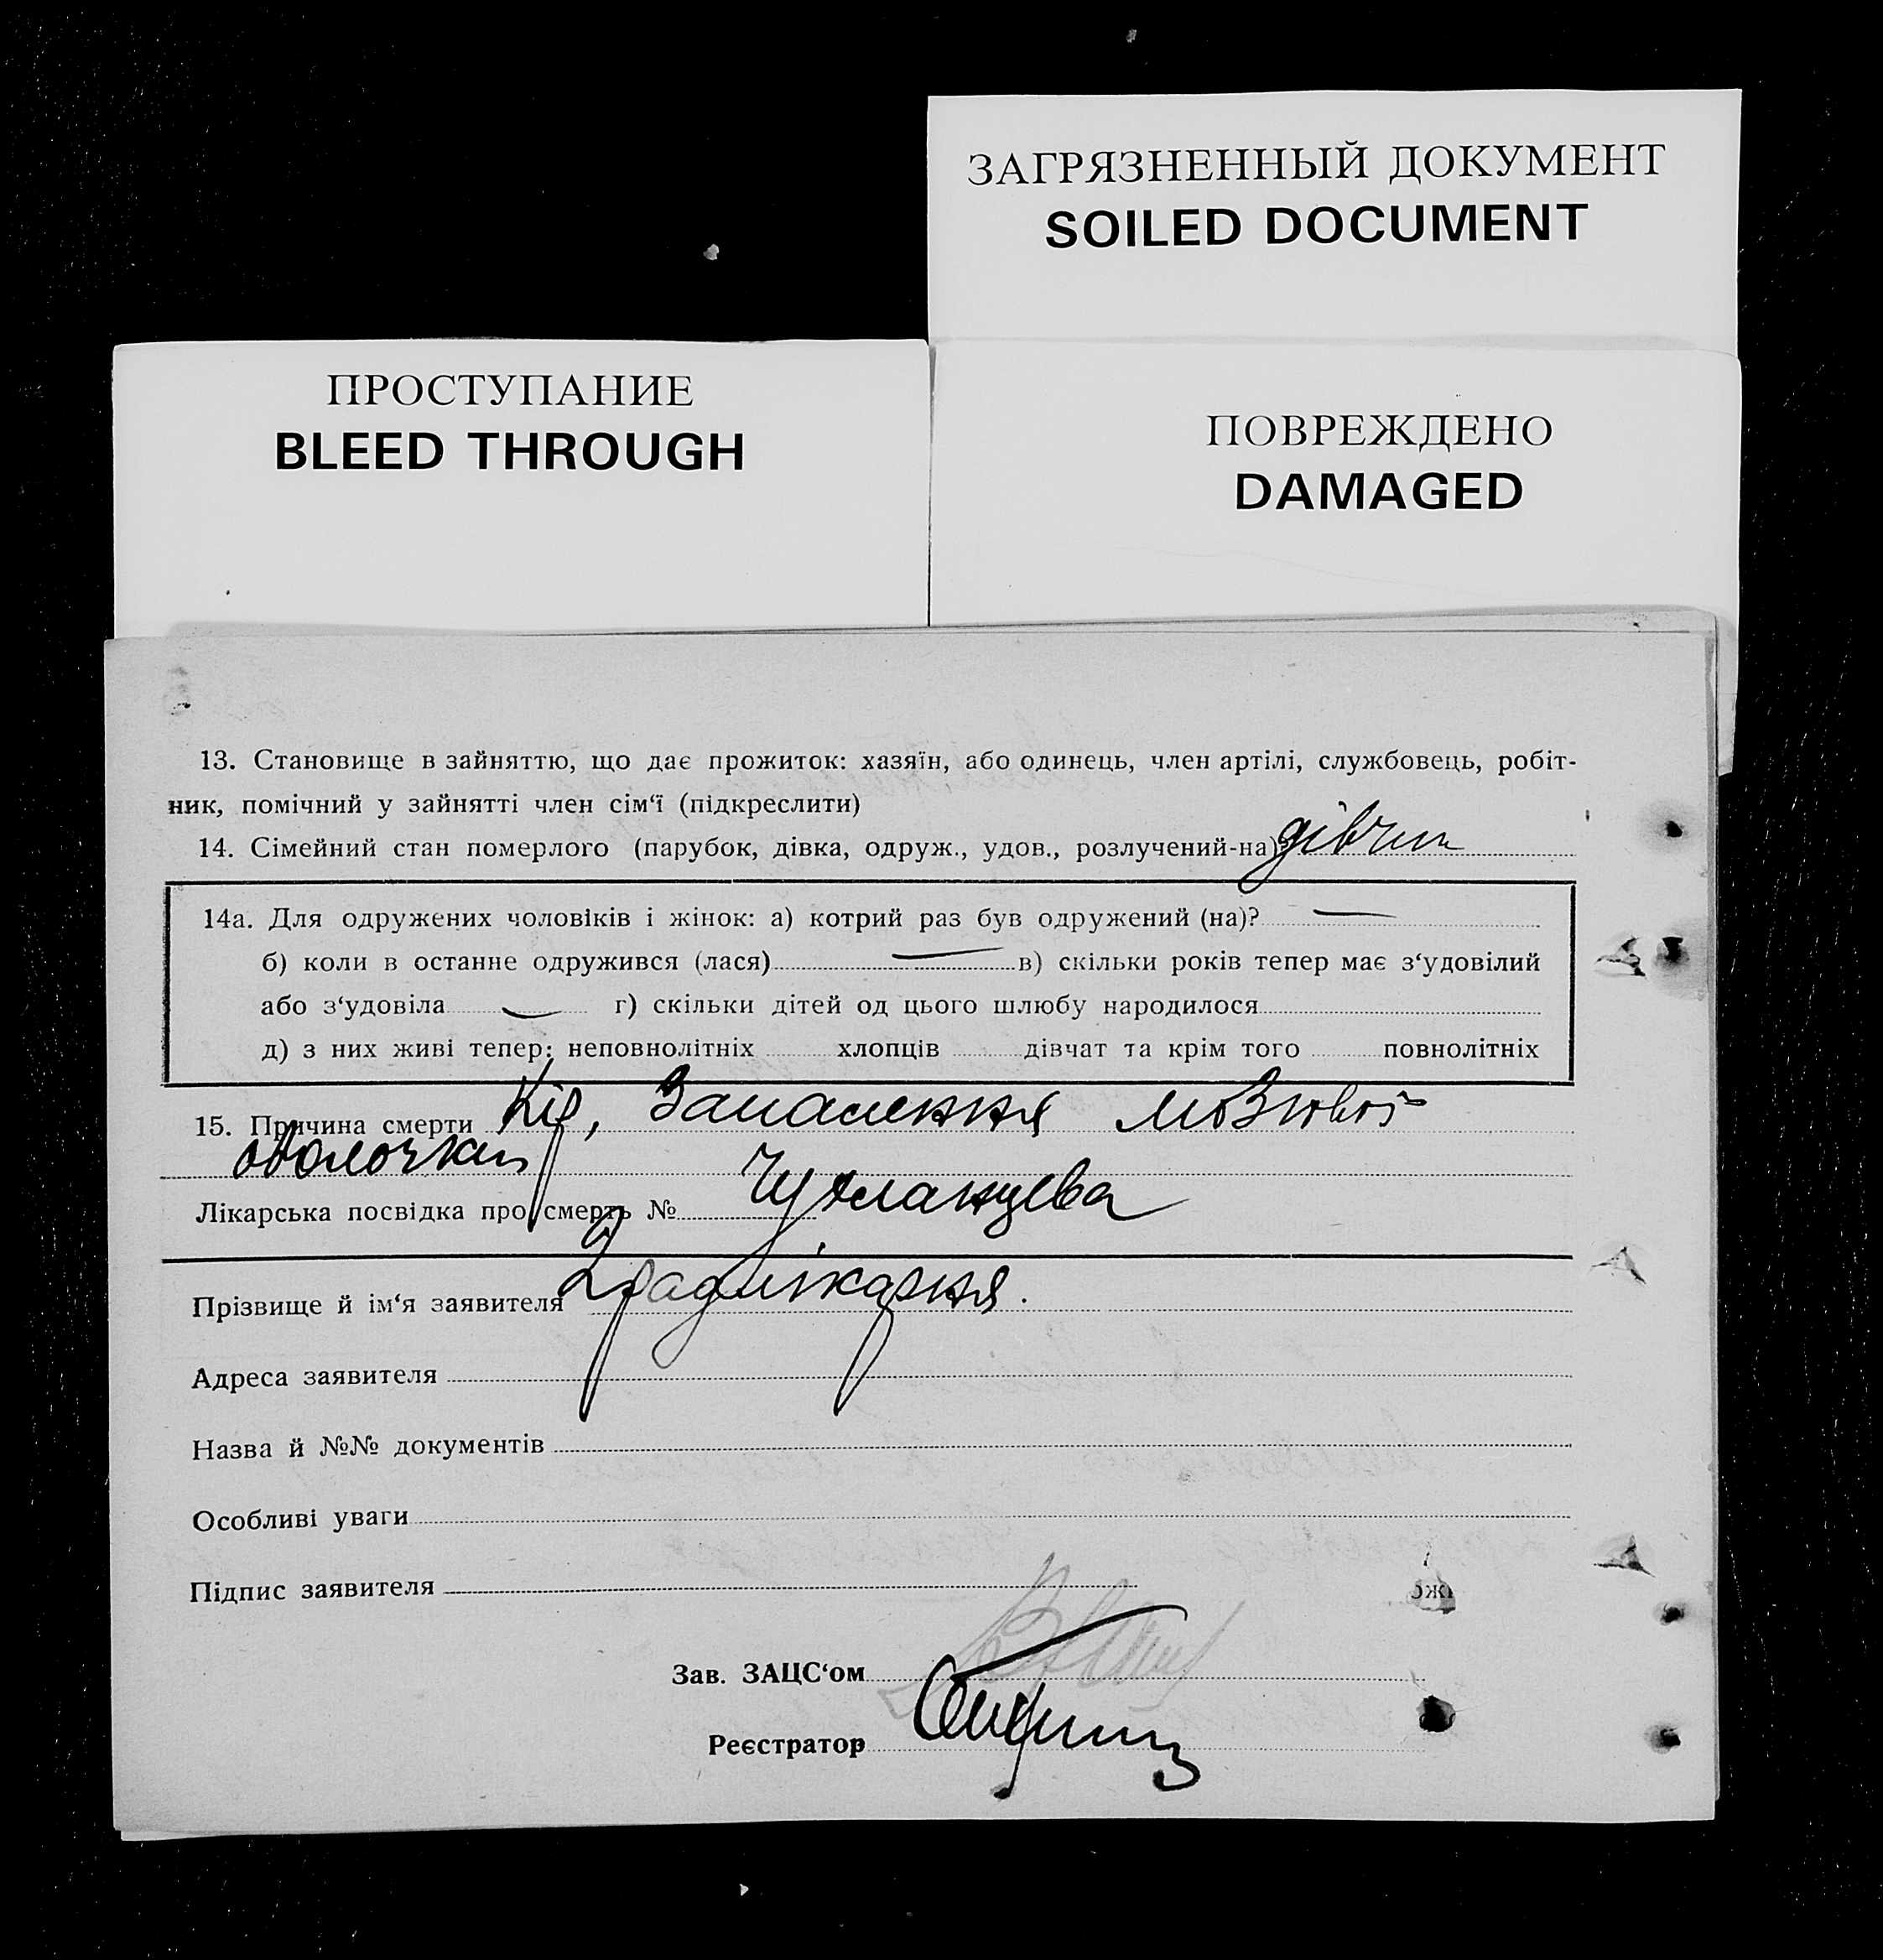 ЗАГРЯЗНЕННЫЙ ДОКУМЕНТ
SOILED DOCUMENT
ПРОСТУПАНИЕ
BLEED THROUGH
ПОВРЕЖДЕНО
DAMAGED
13. Становище в зайняттю, що дає прожиток: хазяїн, або одинець, член артілі, службовець, робіт-
ник, помічний у зайнятті член сім‘ї (підкреслити)
14. Сімейний стан померлого (парубок, дівка, одруж., удов., розлучений-на)
14а. Для одружених чоловіків і жінок: а) котрий раз був одружений (на)? —
б) коли в останне одружився (лася) — в) скільки років тепер має з‘удовілий
або з‘удовіла — г) скільки дітей од цього шлюбу народилося
д) з них живі тепер: неповнолітніх хлопців дівчат та крім того повнолітніх
15. Причина смерти Кір, Запалення мозкової
оболочки
Лікарська посвідка про смерть №
Прізвище й ім‘я заявителя
Адреса заявителя
Назва й №№ документів
Особливі уваги
Підпис заявителя
Зав. ЗАЦС‘ом
Реєстратор